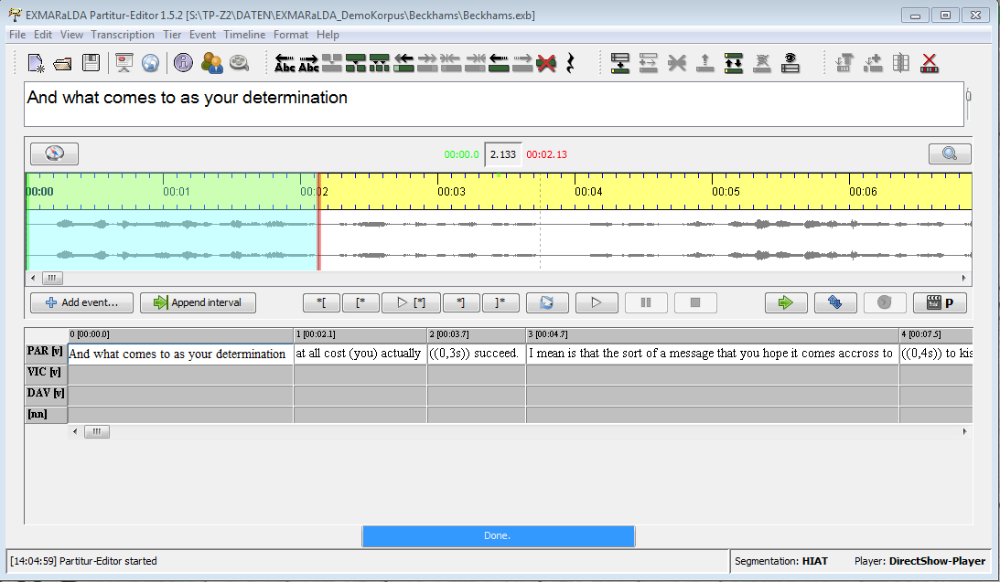 EXMARaLDA Partitur-Editor 1.5.2 [S:\TP-Z2\DATEN\EXMARaLDA_DemoKorpus\Beckhams\Beckhams.exb]
File Edit View Transcription Tier Event Timeline Format Help
Abc Abc
And what comes to as your determination
00:00.0 2.133 00:02.13
00:00 00:01 00:02 00:03 00:04 00:05 00:06
Add event... Append interval *[ [* [*] *] ]* P
0 [00:00.0] 1 [00:02.1] 2 [00:03.7] 3 [00:04.7] 4 [00:07.5]
PAR [v] And what comes to as your determination at all cost (you) actually ((0,3s)) succeed. I mean is that the sort of a message that you hope it comes accross to ((0,4s)) to kis
VIC [v]
DAV [v]
[nn]
Done.
[14:04:59] Partitur-Editor started Segmentation: HIAT Player: DirectShow-Player